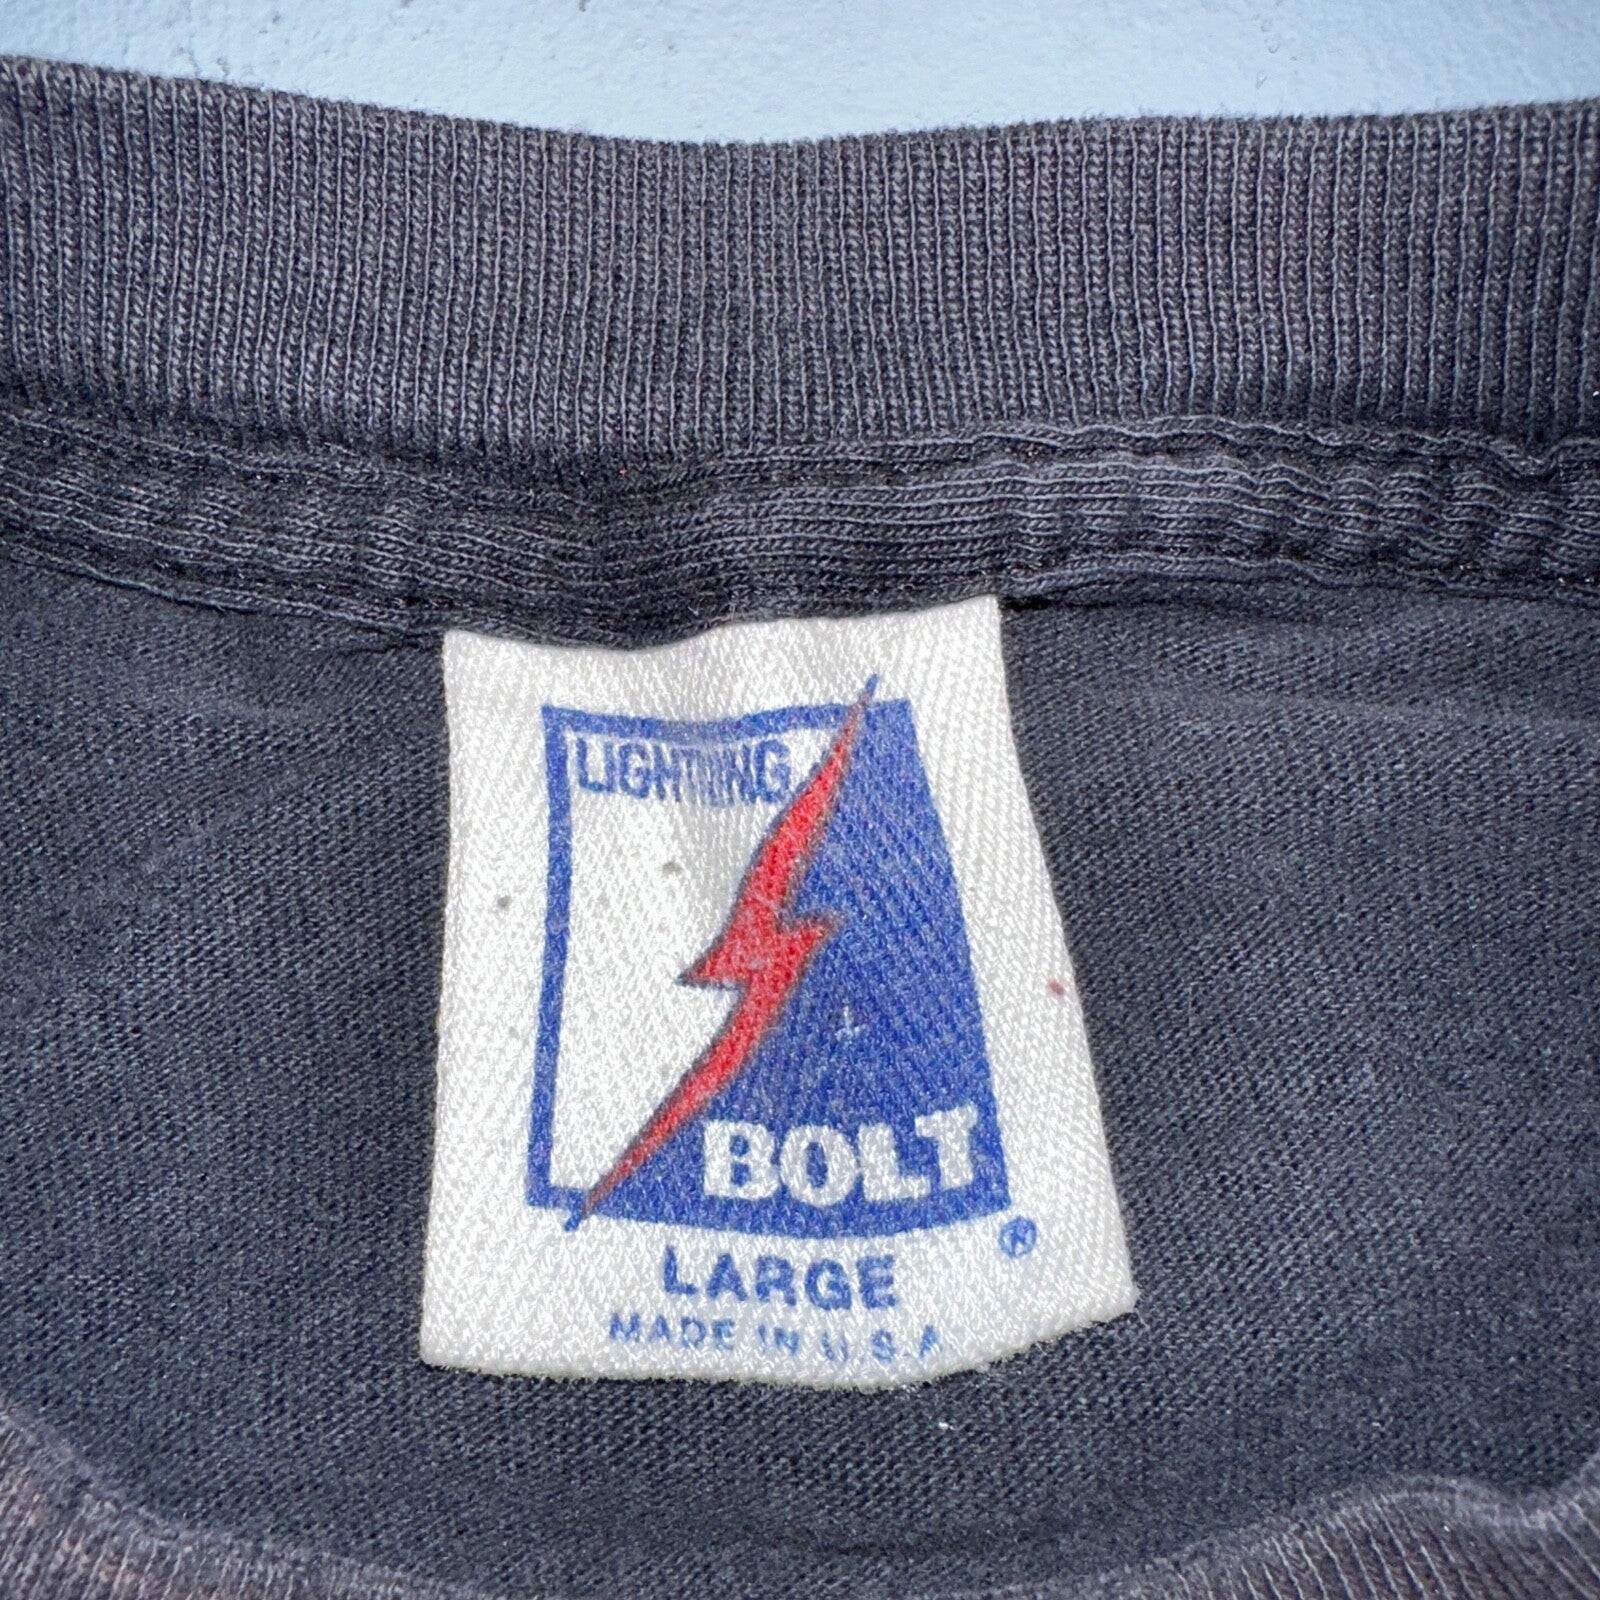 LIGHTNING
BOLT
®
LARGE
MADE IN U.S.A